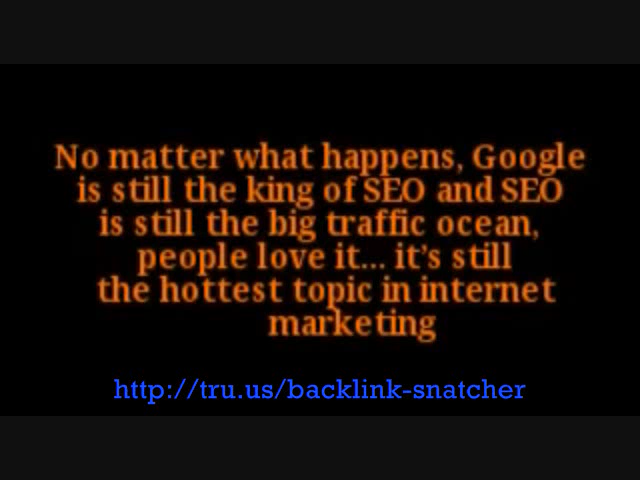 No matter what happens, Google
is still the king of SEO and SEO
is still the big traffic ocean,
people love it... it's still
the hottest topic in internet
marketing
http://tru.us/backlink-snatcher